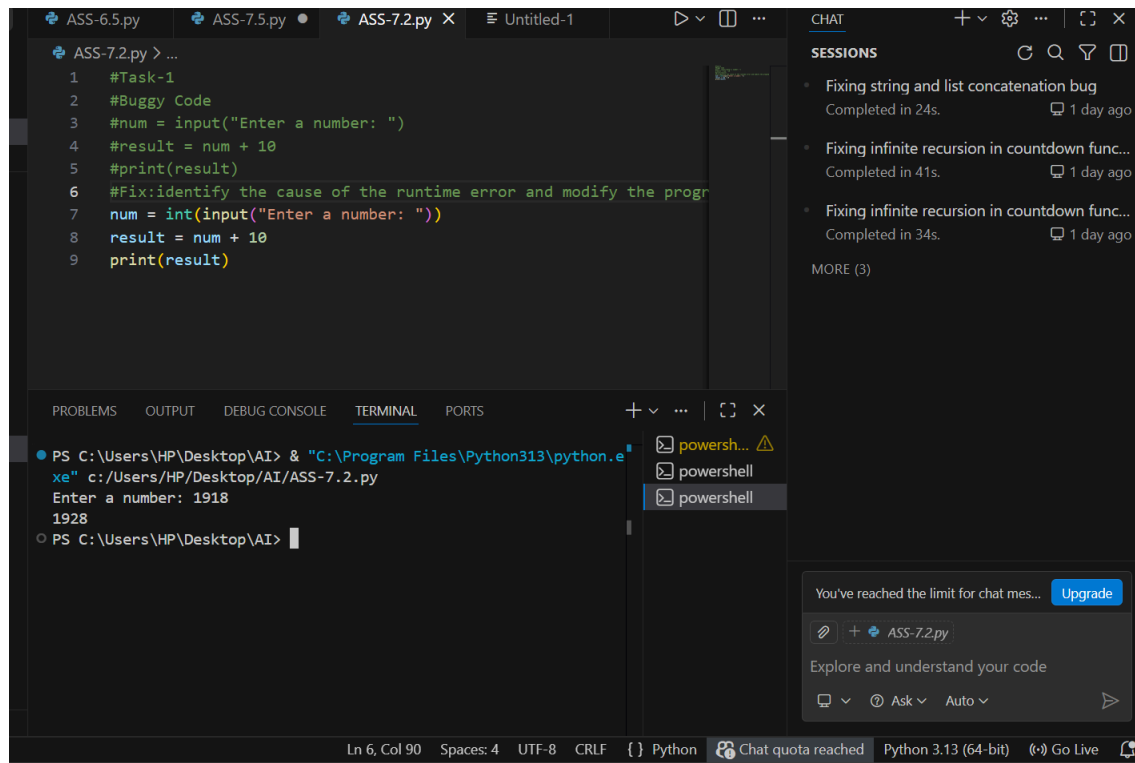 ASS-6.5.py ASS-7.5.py ASS-7.2.py Untitled-1
ASS-7.2.py > ...
1 #Task-1
2 #Buggy Code
3 #num = input("Enter a number: ")
4 #result = num + 10
5 #print(result)
6 #Fix:identify the cause of the runtime error and modify the progr
7 num = int(input("Enter a number: "))
8 result = num + 10
9 print(result)
PROBLEMS OUTPUT DEBUG CONSOLE TERMINAL PORTS
PS C:\Users\HP\Desktop\AI> & "C:\Program Files\Python313\python.e
xe" c:/Users/HP/Desktop/AI/ASS-7.2.py
Enter a number: 1918
1928
PS C:\Users\HP\Desktop\AI>
powersh...
powershell
powershell
CHAT
SESSIONS
Fixing string and list concatenation bug
Completed in 24s. 1 day ago
Fixing infinite recursion in countdown func...
Completed in 41s. 1 day ago
Fixing infinite recursion in countdown func...
Completed in 34s. 1 day ago
MORE (3)
You've reached the limit for chat mes... Upgrade
ASS-7.2.py
Explore and understand your code
Ask Auto
Ln 6, Col 90 Spaces: 4 UTF-8 CRLF { } Python Chat quota reached Python 3.13 (64-bit) Go Live